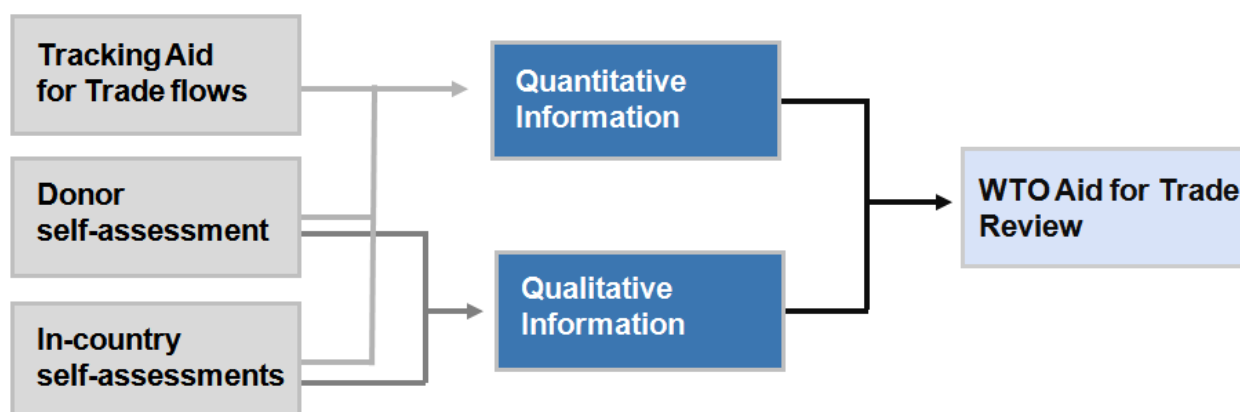 Tracking Aid
for Trade flows
Donor
self-assessment
In-country
self-assessments
Quantitative
Information
Qualitative
Information
WTO Aid for Trade
Review